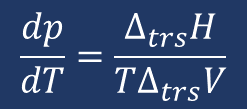 dp/dT = Δ_trs H / T Δ_trs V